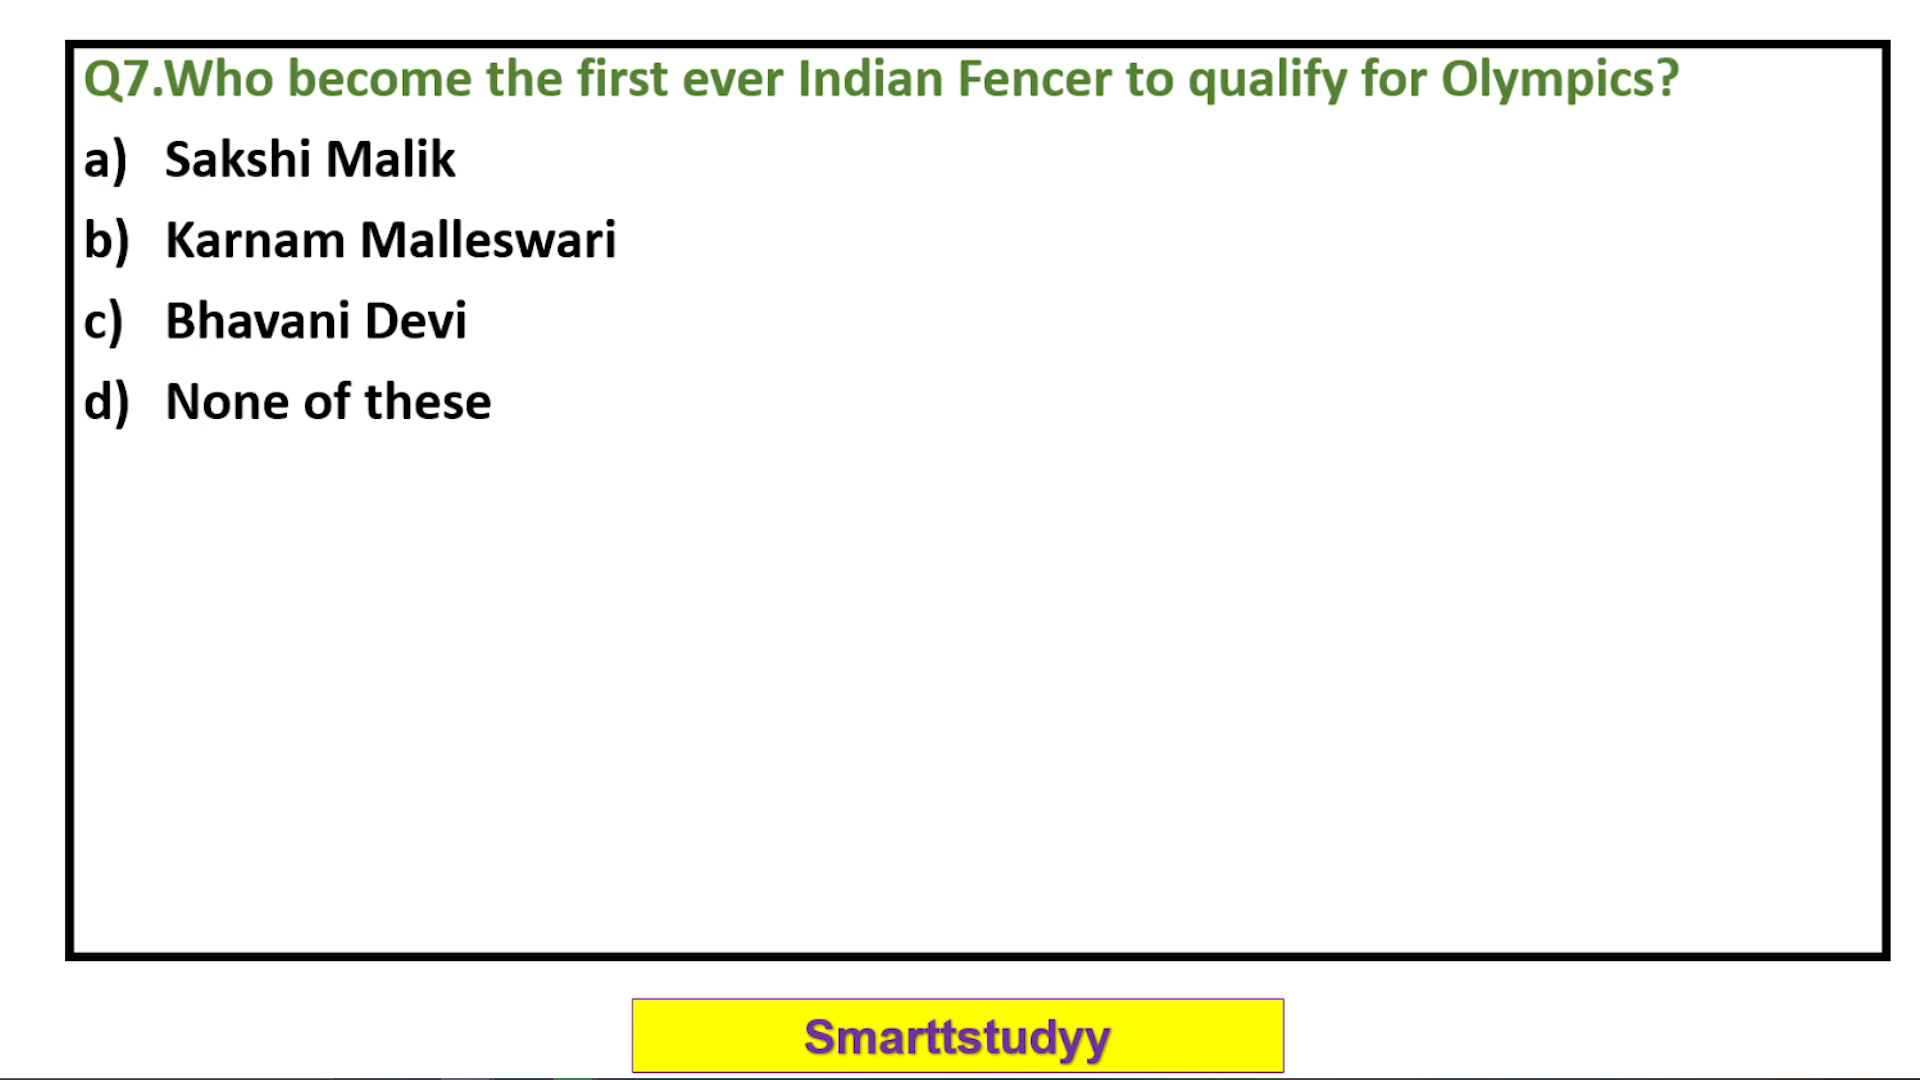 Q7.Who become the first ever Indian Fencer to qualify for Olympics?
a) Sakshi Malik
b) Karnam Malleswari
c) Bhavani Devi
d) None of these
Smarttstudyy